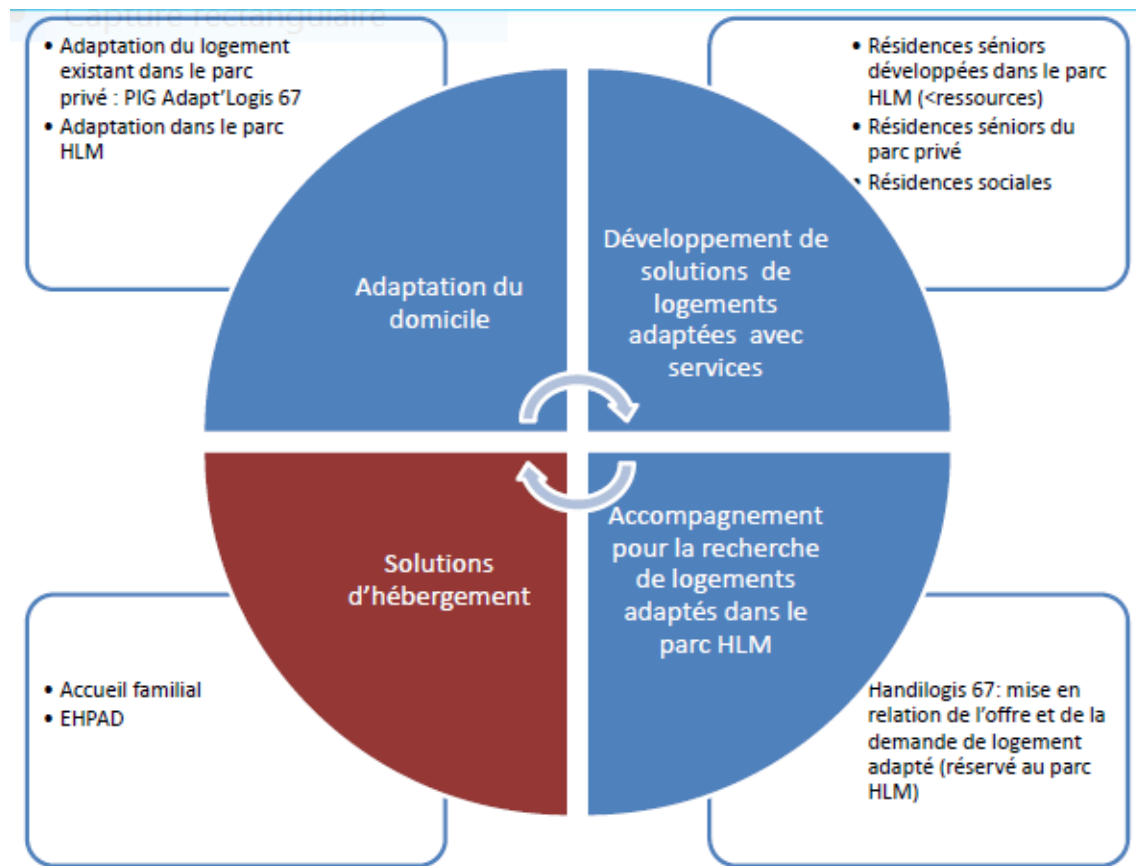 Capture rectangulaire
• Adaptation du logement
existant dans le parc
privé : PIG Adapt'Logis 67
• Adaptation dans le parc
HLM
• Résidences séniors
développées dans le parc
HLM (<ressources)
• Résidences séniors du
parc privé
• Résidences sociales
Adaptation du
domicile
Développement de
solutions de
logements
adaptées avec
services
Solutions
d'hébergement
Accompagnement
pour la recherche
de logements
adaptés dans le
parc HLM
• Accueil familial
• EHPAD
Handilogis 67: mise en
relation de l'offre et de la
demande de logement
adapté (réservé au parc
HLM)